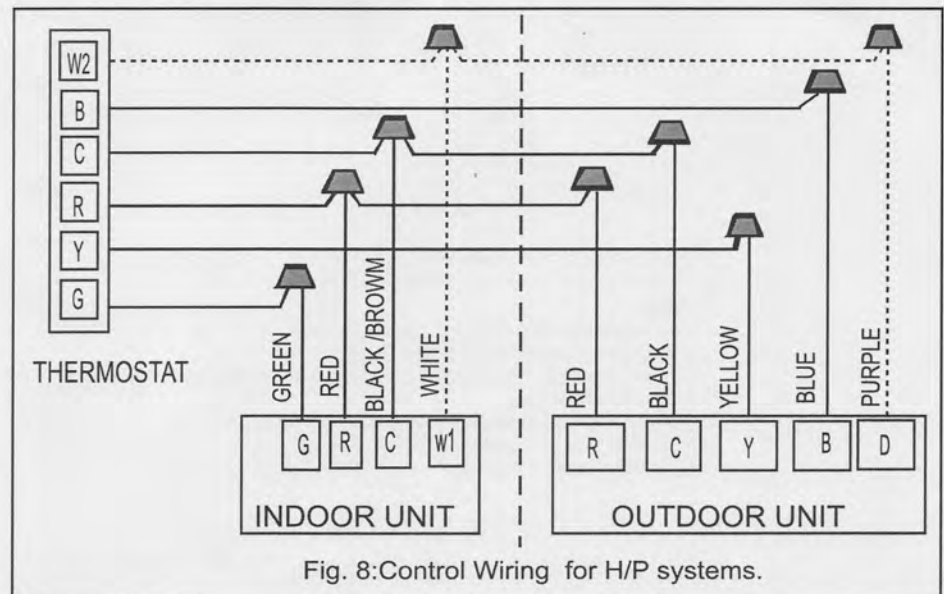 W2
B
C
R
Y
G
THERMOSTAT
GREEN
RED
BLACK/BROWM
WHITE
RED
BLACK
YELLOW
BLUE
PURPLE
G R C W1
R C Y B D
INDOOR UNIT
OUTDOOR UNIT
Fig. 8:Control Wiring for H/P systems.